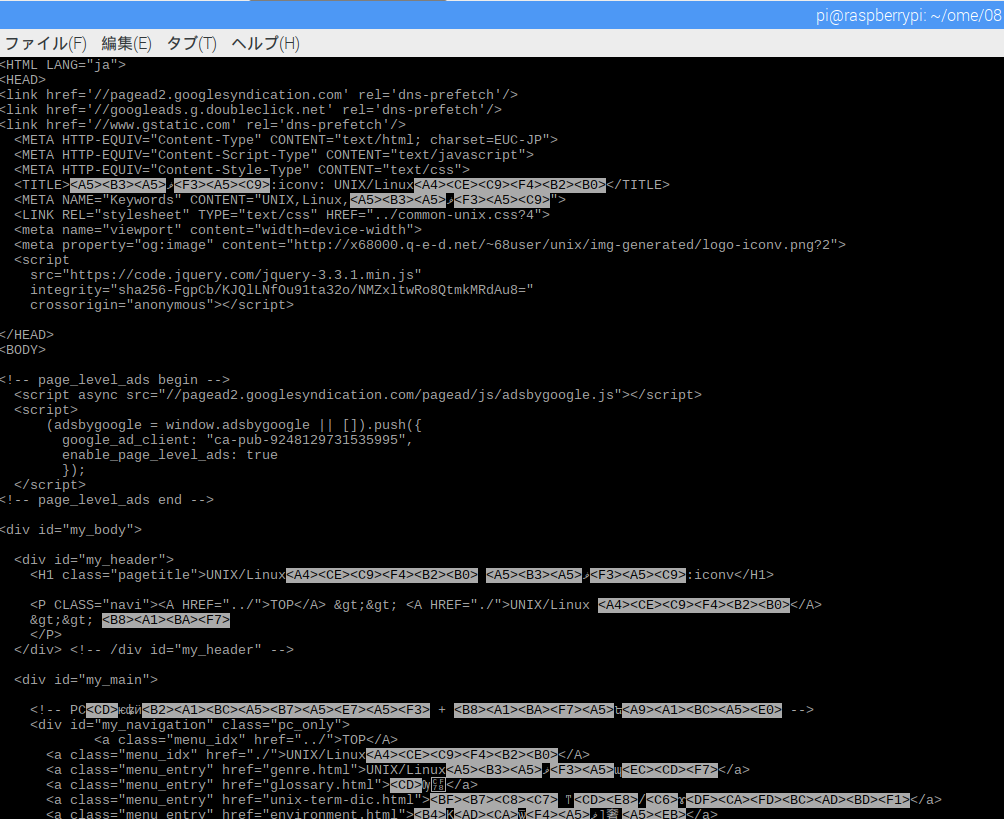 pi@raspberrypi: ~/ome/08
ファイル(F) 編集(E) タブ(T) ヘルプ(H)
<HTML LANG="ja">
<HEAD>
<link href='//pagead2.googlesyndication.com' rel='dns-prefetch'/>
<link href='//googleads.g.doubleclick.net' rel='dns-prefetch'/>
<link href='//www.gstatic.com' rel='dns-prefetch'/>
<META HTTP-EQUIV="Content-Type" CONTENT="text/html; charset=EUC-JP">
<META HTTP-EQUIV="Content-Script-Type" CONTENT="text/javascript">
<META HTTP-EQUIV="Content-Style-Type" CONTENT="text/css">
<TITLE><A5><B3><A5><F3><A5><C9>:iconv: UNIX/Linux<A4><CE><C9><F4><B2><B0></TITLE>
<META NAME="Keywords" CONTENT="UNIX,Linux,<A5><B3><A5><F3><A5><C9>">
<LINK REL="stylesheet" TYPE="text/css" HREF="../common-unix.css?4">
<meta name="viewport" content="width=device-width">
<meta property="og:image" content="http://x68000.q-e-d.net/~68user/unix/img-generated/logo-iconv.png?2">
<script
src="https://code.jquery.com/jquery-3.3.1.min.js"
integrity="sha256-FgpCb/KJQlLNfOu91ta32o/NMZxltwRo8QtmkMRdAu8="
crossorigin="anonymous"></script>
</HEAD>
<BODY>
<!-- page_level_ads begin -->
<script async src="//pagead2.googlesyndication.com/pagead/js/adsbygoogle.js"></script>
<script>
(adsbygoogle = window.adsbygoogle || []).push({
google_ad_client: "ca-pub-9248129731535995",
enable_page_level_ads: true
});
</script>
<!-- page_level_ads end -->
<div id="my_body">
<div id="my_header">
<H1 class="pagetitle">UNIX/Linux<A4><CE><C9><F4><B2><B0> <A5><B3><A5><F3><A5><C9>:iconv</H1>
<P CLASS="navi"><A HREF="../">TOP</A> &gt;&gt; <A HREF="./">UNIX/Linux <A4><CE><C9><F4><B2><B0></A>
&gt;&gt; <B8><A1><BA><F7>
</P>
</div> <!-- /div id="my_header" -->
<div id="my_main">
<!-- PC<CD><B2><A1><BC><A5><B7><A5><E7><A5><F3> + <B8><A1><BA><F7><A5><A9><A1><BC><A5><E0> -->
<div id="my_navigation" class="pc_only">
<a class="menu_idx" href="../">TOP</A>
<a class="menu_idx" href="./">UNIX/Linux<A4><CE><C9><F4><B2><B0></A>
<a class="menu_entry" href="genre.html">UNIX/Linux<A5><B3><A5><F3><A5><EC><CD><F7></a>
<a class="menu_entry" href="glossary.html"><CD></a>
<a class="menu_entry" href="unix-term-dic.html"><BF><B7><C8><C7> <CD><E8>/<C6><DF><CA><FD><BC><AD><BD><F1></a>
<a class="menu_entry" href="environment.html"><B4>K<AD><CA><F4><A5><A5><EB></a>